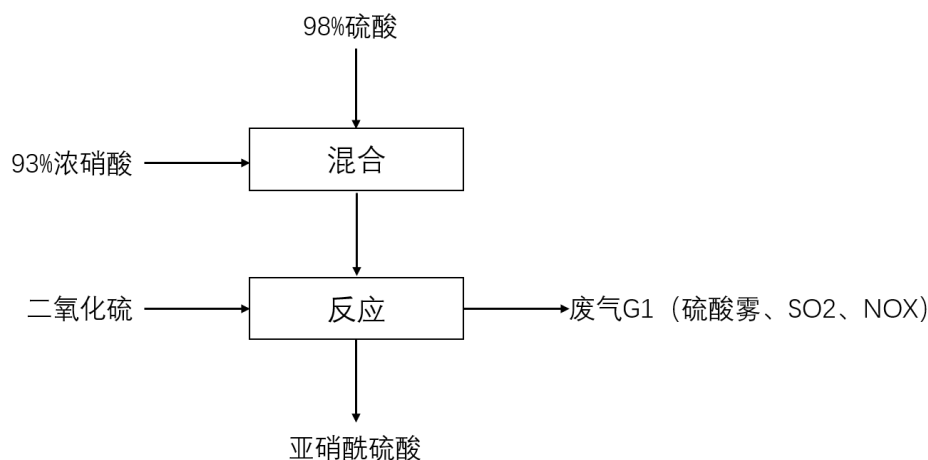 98%硫酸
93%浓硝酸
混合
二氧化硫
反应
废气G1（硫酸雾、SO2、NOX）
亚硝酰硫酸